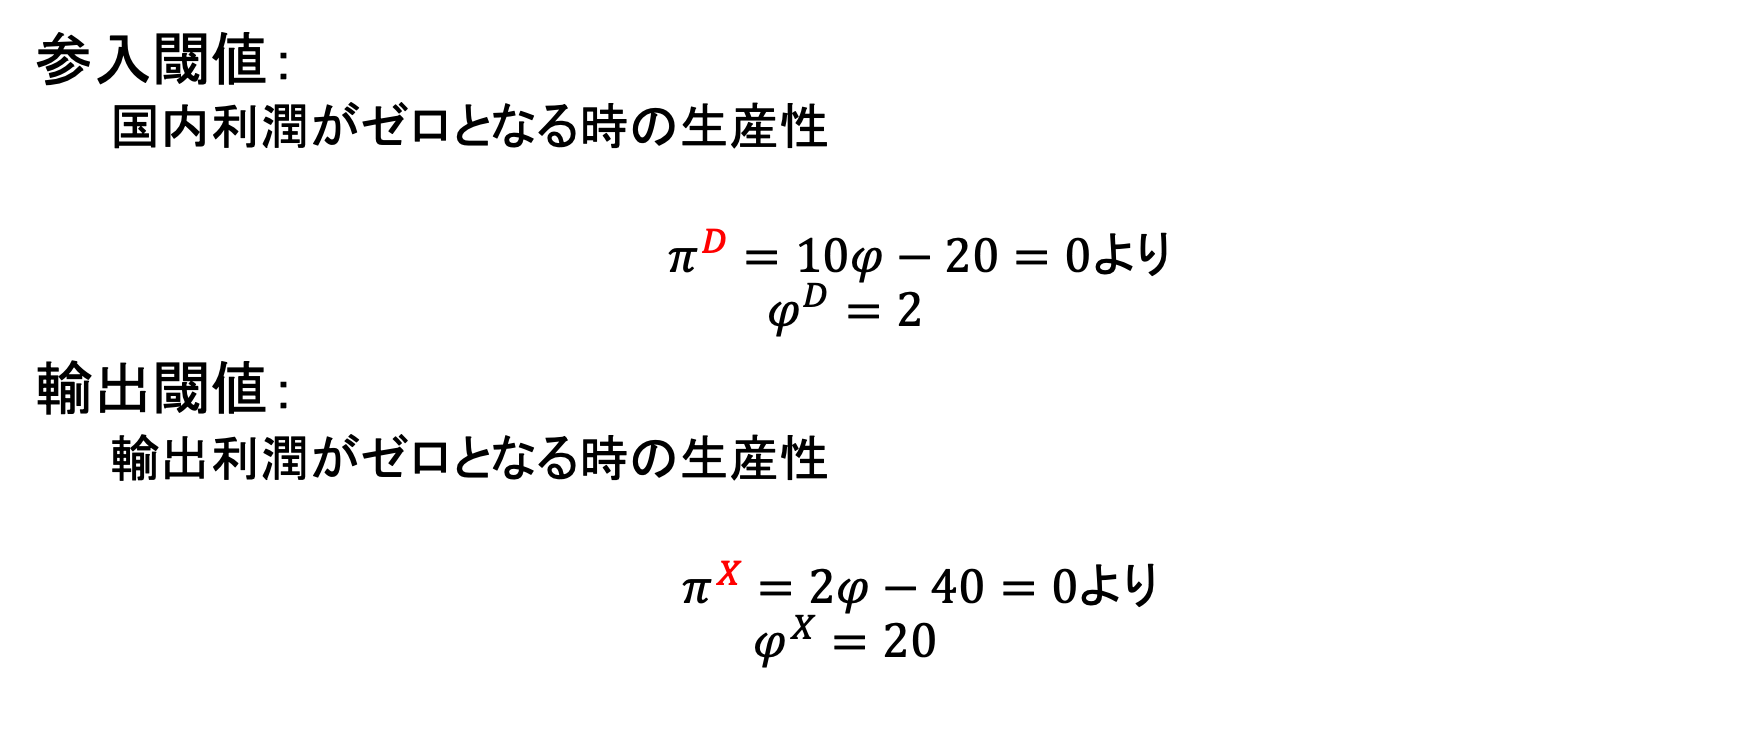 参入閾値：
国内利潤がゼロとなる時の生産性
π^D = 10φ − 20 = 0より
φ^D = 2
輸出閾値：
輸出利潤がゼロとなる時の生産性
π^X = 2φ − 40 = 0より
φ^X = 20